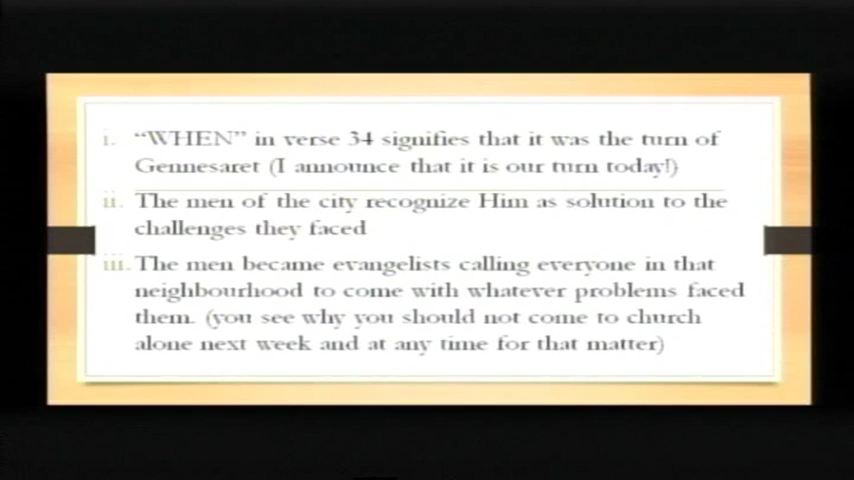 i. “WHEN” in verse 34 signifies that it was the turn of
Gennesaret (I announce that it is our turn today!)
ii. The men of the city recognize Him as solution to the
challenges they faced
iii. The men became evangelists calling everyone in that
neighbourhood to come with whatever problems faced
them. (you see why you should not come to church
alone next week and at any time for that matter)